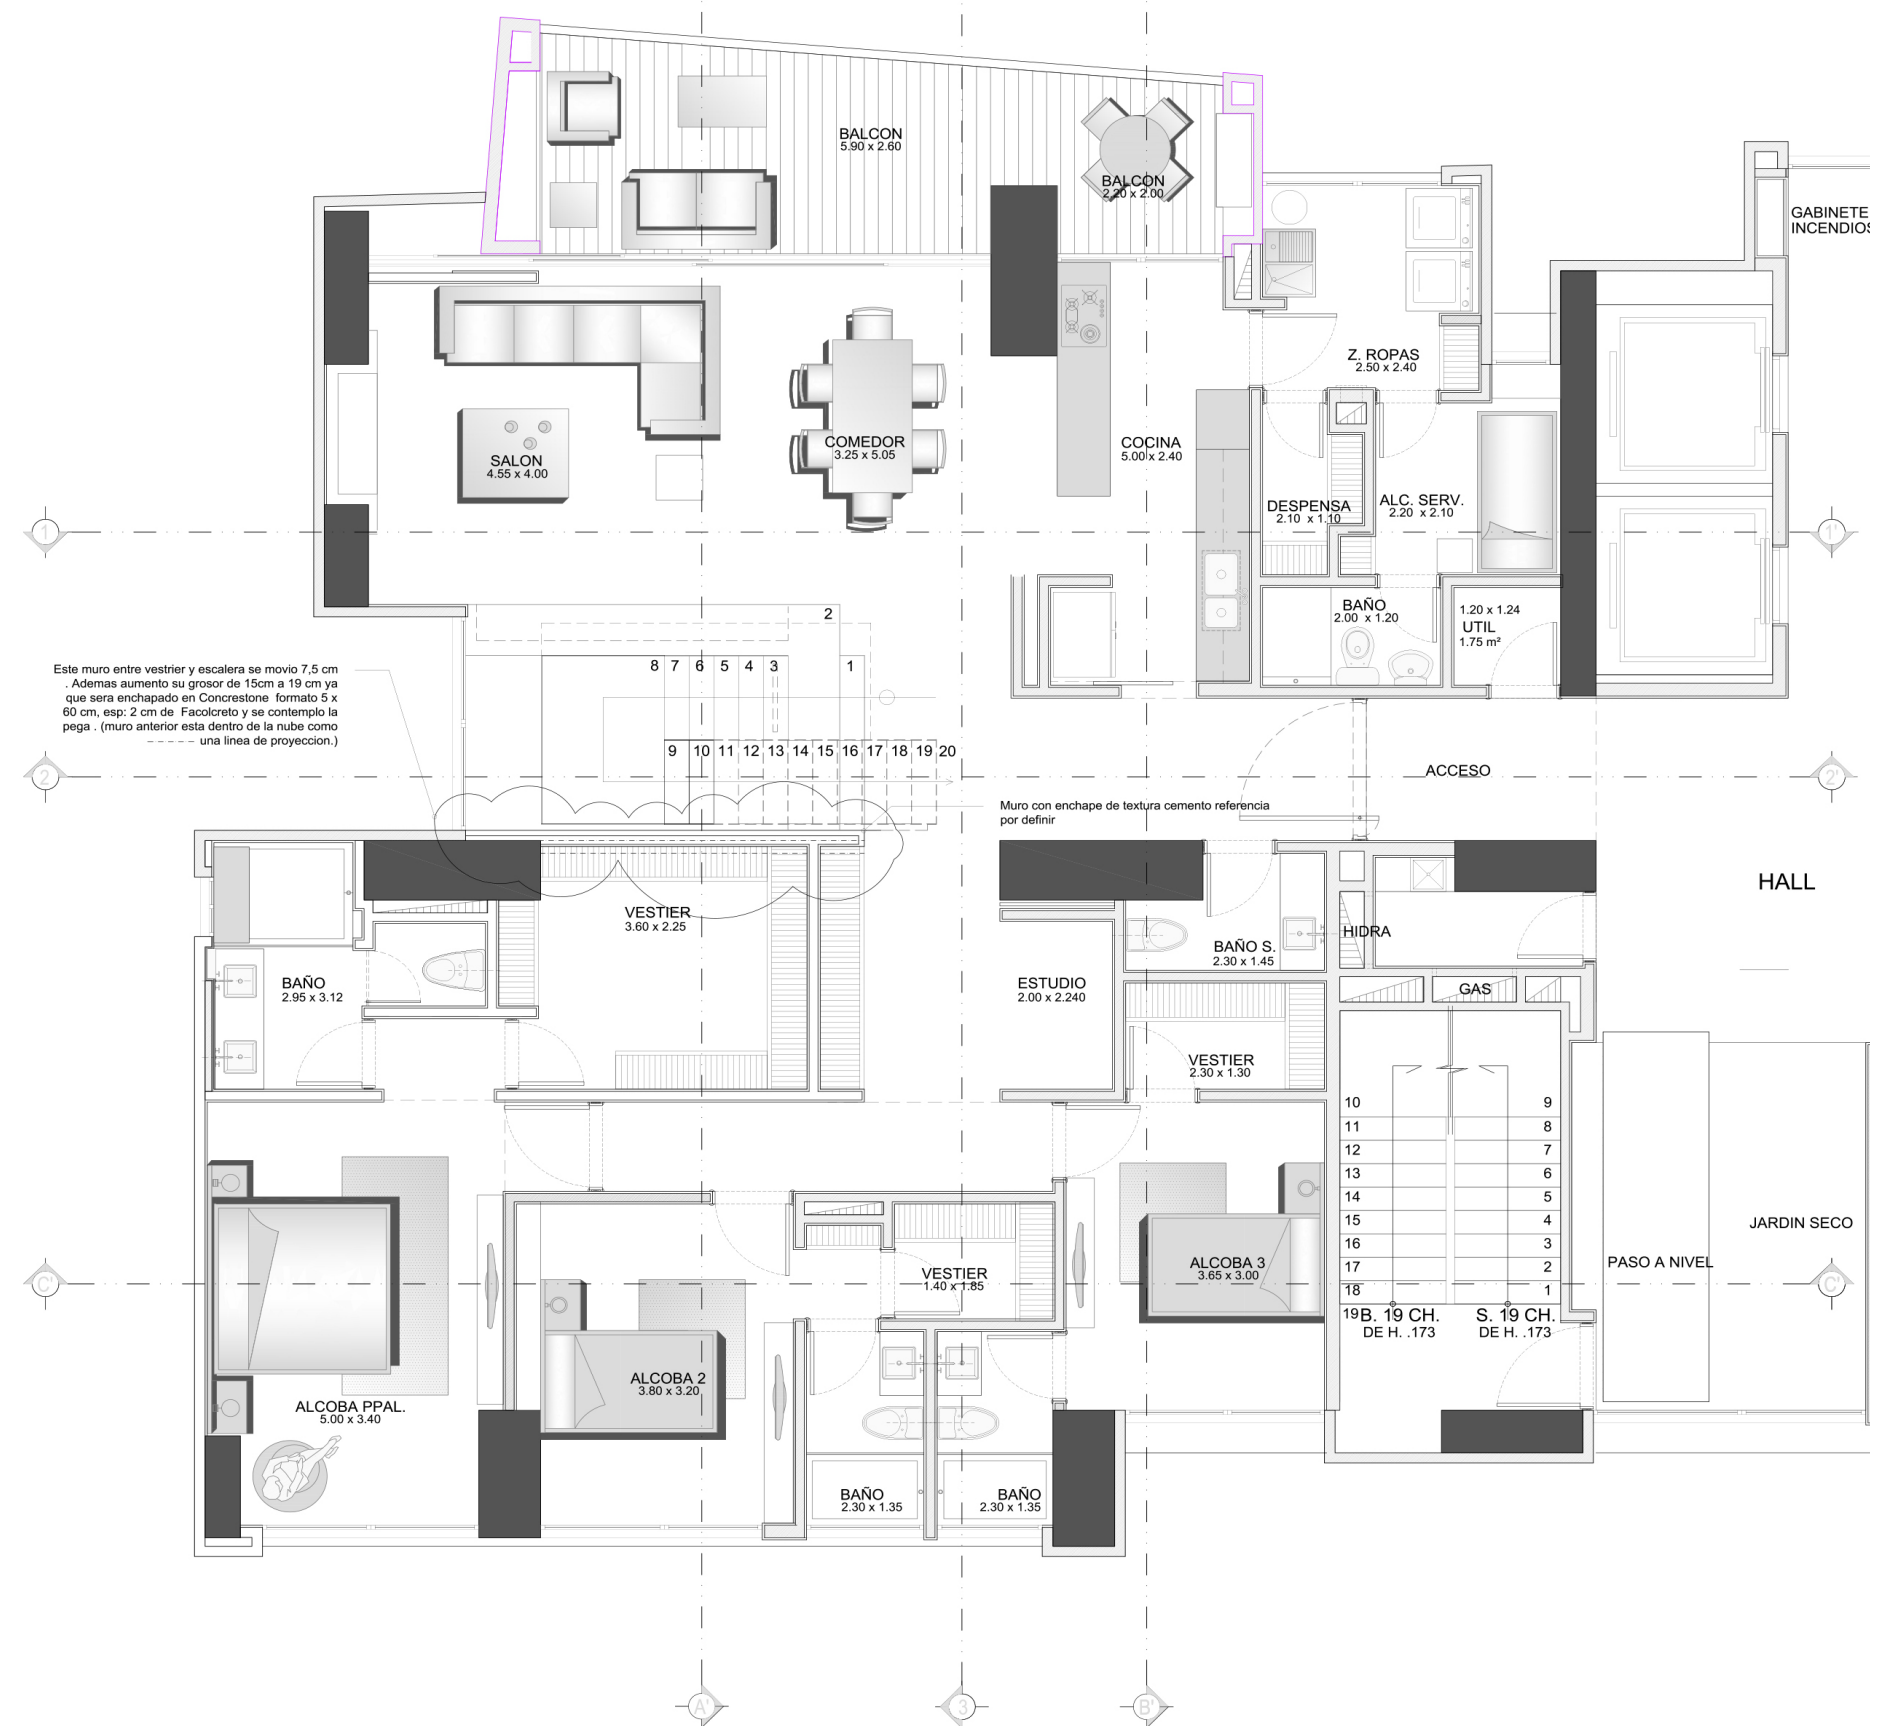 BALCON
5.90 x 2.60
BALCON
2.20 x 2.00
GABINETE
INCENDIOS
Z. ROPAS
2.50 x 2.40
SALON
4.55 x 4.00
COMEDOR
3.25 x 5.05
COCINA
5.00 x 2.40
DESPENSA
2.10 x 1.10
ALC. SERV.
2.20 x 2.10
1
1'
BAÑO
2.00 x 1.20
1.20 x 1.24
UTIL
1.75 m²
2
8 7 6 5 4 3 1
Este muro entre vestrier y escalera se movio 7,5 cm
. Ademas aumento su grosor de 15cm a 19 cm ya
que sera enchapado en Concrestone formato 5 x
60 cm, esp: 2 cm de Facolcreto y se contemplo la
pega . (muro anterior esta dentro de la nube como
una linea de proyeccion.)
9 10 11 12 13 14 15 16 17 18 19 20
2
ACCESO
2'
Muro con enchape de textura cemento referencia
por definir
HALL
VESTIER
3.60 x 2.25
HIDRA
BAÑO S.
2.30 x 1.45
BAÑO
2.95 x 3.12
ESTUDIO
2.00 x 2.240
GAS
VESTIER
2.30 x 1.30
10 9
11 8
12 7
13 6
14 5
15 4
16 3
17 2
18 1
19 B. 19 CH.
DE H. .173
S. 19 CH.
DE H. .173
JARDIN SECO
PASO A NIVEL
ALCOBA 3
3.65 x 3.00
VESTIER
1.40 x 1.85
C'
C'
ALCOBA 2
3.80 x 3.20
ALCOBA PPAL.
5.00 x 3.40
BAÑO
2.30 x 1.35
BAÑO
2.30 x 1.35
A'
3
B'